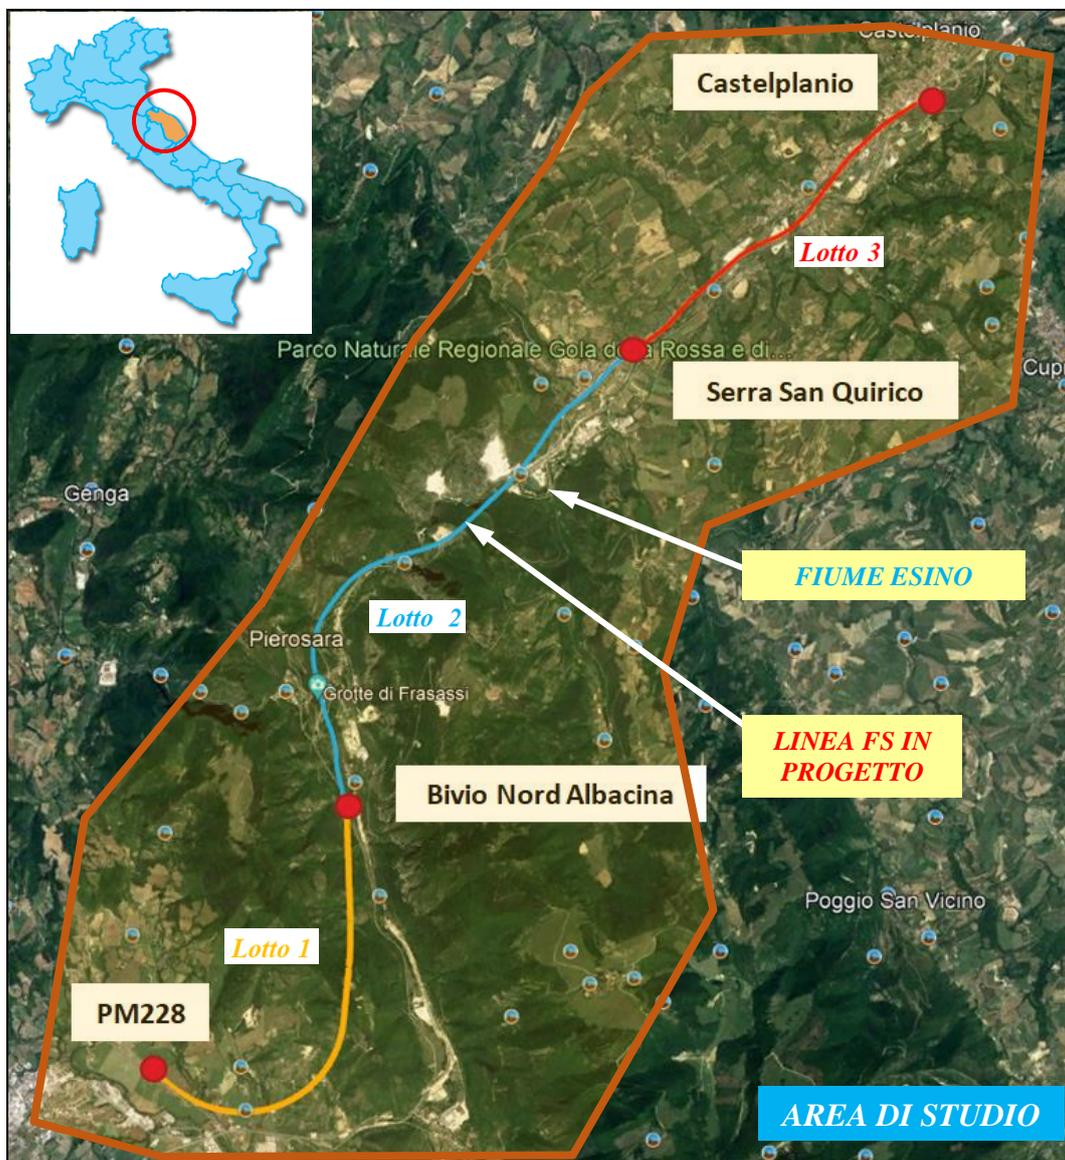 Castelplanio
Castelplanio
Lotto 3
Parco Naturale Regionale Gola d a Rossa e di...
Serra San Quirico
Cupr
Genga
FIUME ESINO
Lotto 2
Pierosara
Grotte di Frasassi
LINEA FS IN
PROGETTO
Bivio Nord Albacina
Poggio San Vicino
Lotto 1
PM228
AREA DI STUDIO